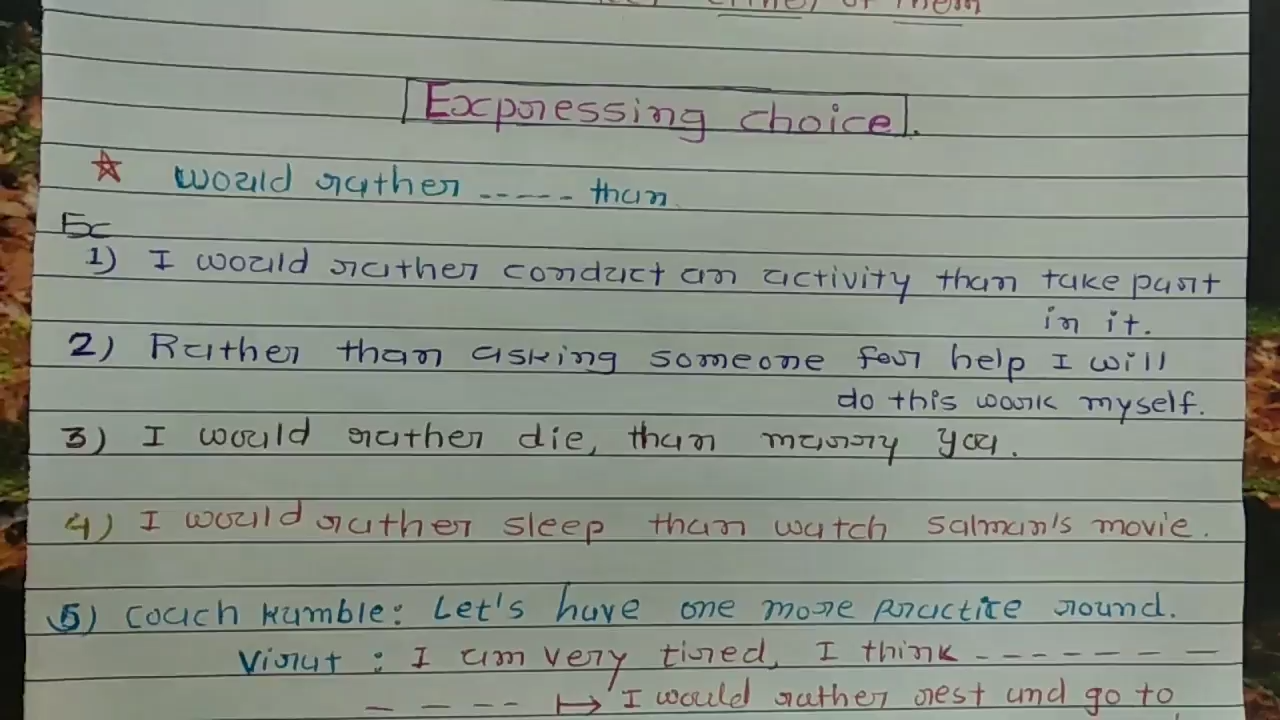 of them
Expressing choice.
would rather ----- than
Ex
1) I would rather conduct an activity than take part
in it.
2) Rather than asking someone for help I will
do this work myself.
3) I would rather die, than marry you.
4) I would rather sleep than watch salman's movie.
5) Coach Kumble: Let's have one more practice round.
Virat : I am very tired, I think - - - - - - -
- - - - ↦ I would rather rest and go to